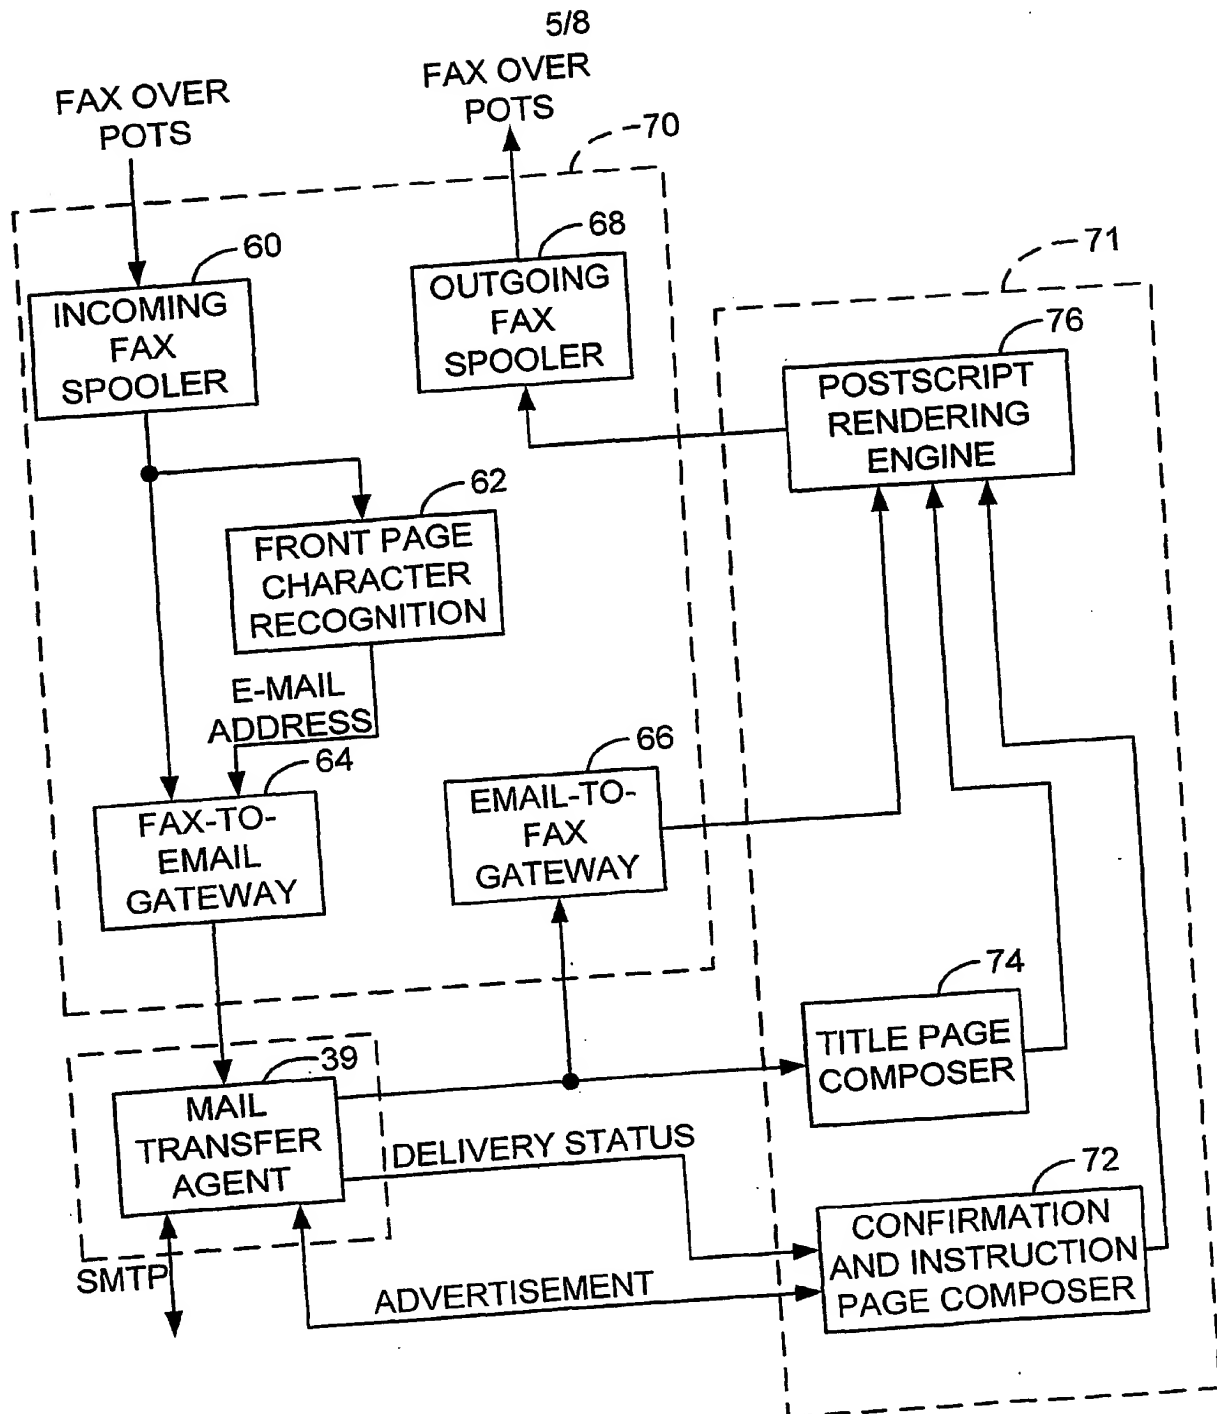 5/8
FAX OVER
POTS
FAX OVER
POTS
70
60
INCOMING
FAX
SPOOLER
68
OUTGOING
FAX
SPOOLER
71
76
POSTSCRIPT
RENDERING
ENGINE
62
FRONT PAGE
CHARACTER
RECOGNITION
E-MAIL
ADDRESS
64
FAX-TO-
EMAIL
GATEWAY
66
EMAIL-TO-
FAX
GATEWAY
74
TITLE PAGE
COMPOSER
39
MAIL
TRANSFER
AGENT
DELIVERY STATUS
72
CONFIRMATION
AND INSTRUCTION
PAGE COMPOSER
SMTP
ADVERTISEMENT